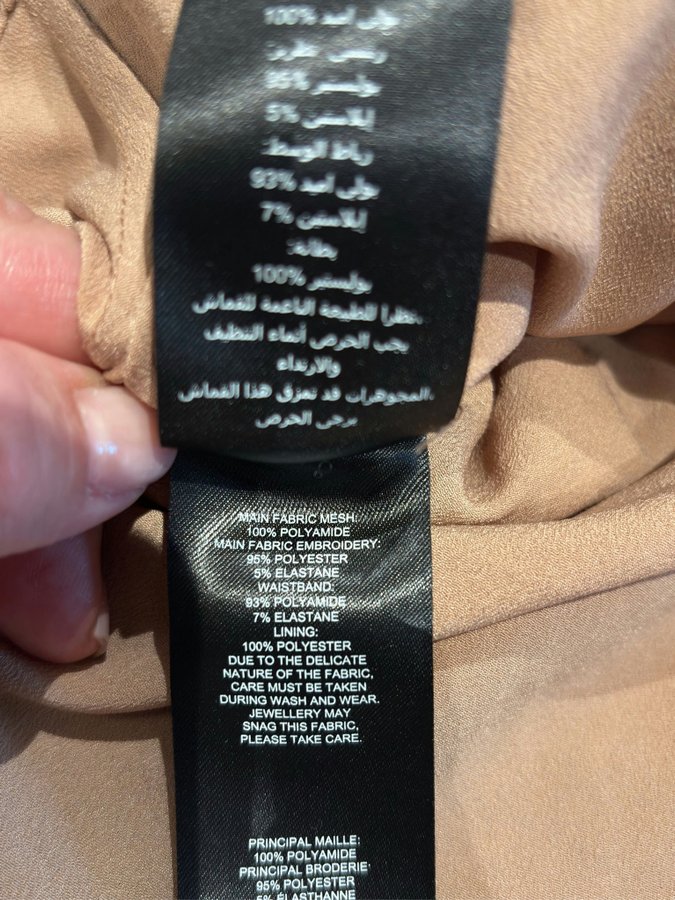 بولي أميد 100%
رئيسي تطريز:
بوليستر 95%
إيلاستين 5%
رباط الوسط:
بولي أميد 93%
إيلاستين 7%
بطانة:
بوليستر 100%
نظرا للطبيعة الناعمة للقماش،
يجب الحرص أثناء التنظيف
والارتداء
المجوهرات قد تمزق هذا القماش،
يرجى الحرص
MAIN FABRIC MESH:
100% POLYAMIDE
MAIN FABRIC EMBROIDERY:
95% POLYESTER
5% ELASTANE
WAISTBAND:
93% POLYAMIDE
7% ELASTANE
LINING:
100% POLYESTER
DUE TO THE DELICATE
NATURE OF THE FABRIC,
CARE MUST BE TAKEN
DURING WASH AND WEAR.
JEWELLERY MAY
SNAG THIS FABRIC,
PLEASE TAKE CARE.
PRINCIPAL MAILLE:
100% POLYAMIDE
PRINCIPAL BRODERIE:
95% POLYESTER
5% ÉLASTHANNE